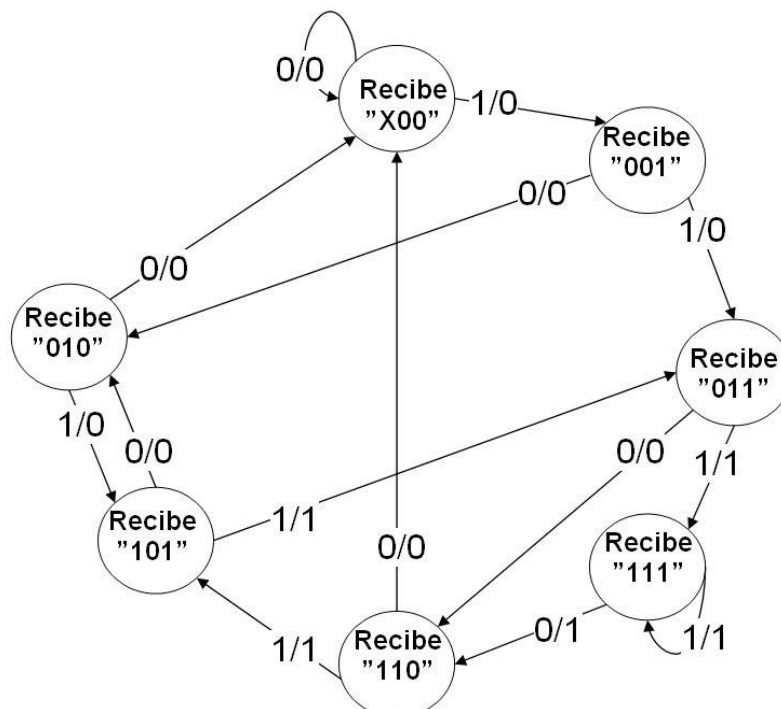 0/0
Recibe
”X00”
1/0
Recibe
”001”
0/0
1/0
0/0
Recibe
”010”
Recibe
”011”
1/0
0/0
0/0
1/1
Recibe
”101”
1/1
0/0
Recibe
”111”
1/1
0/1
1/1
Recibe
”110”